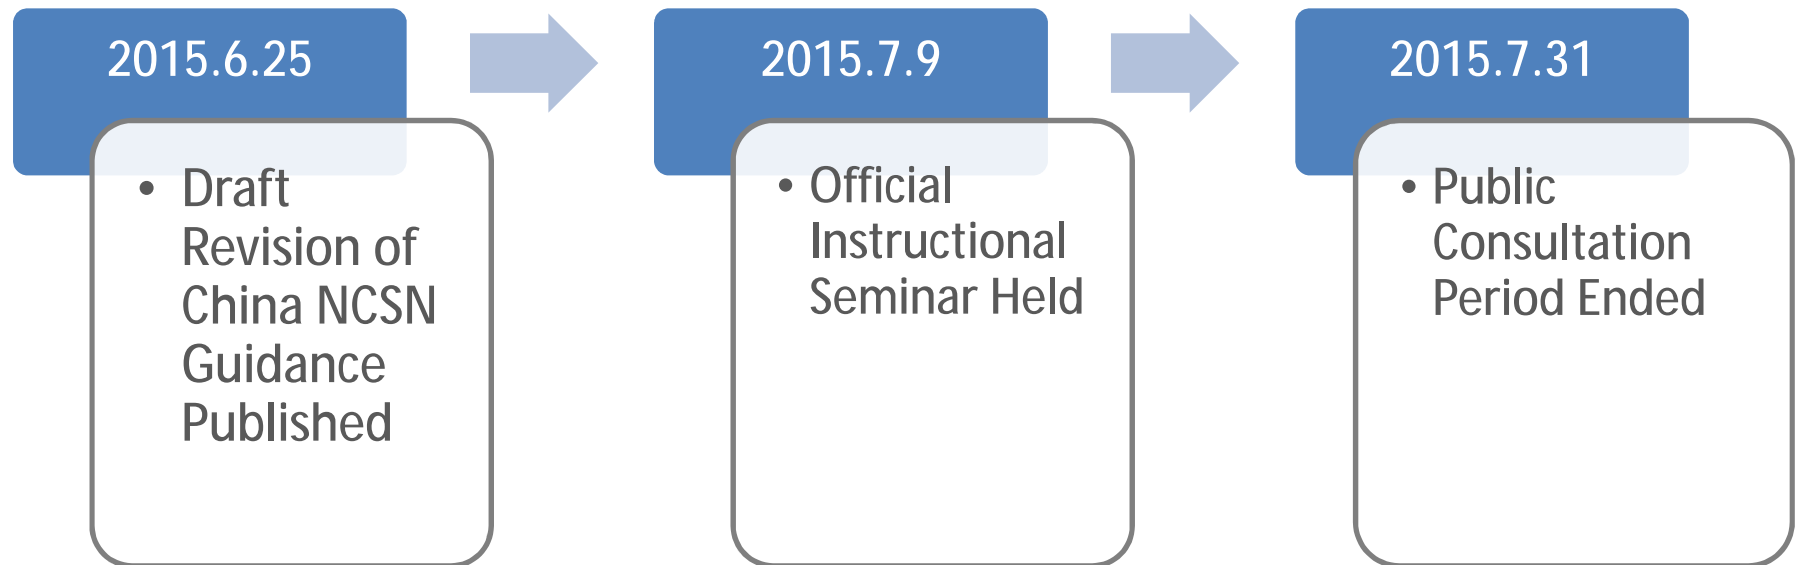 2015.6.25
• Draft
Revision of
China NCSN
Guidance
Published
2015.7.9
• Official
Instructional
Seminar Held
2015.7.31
• Public
Consultation
Period Ended